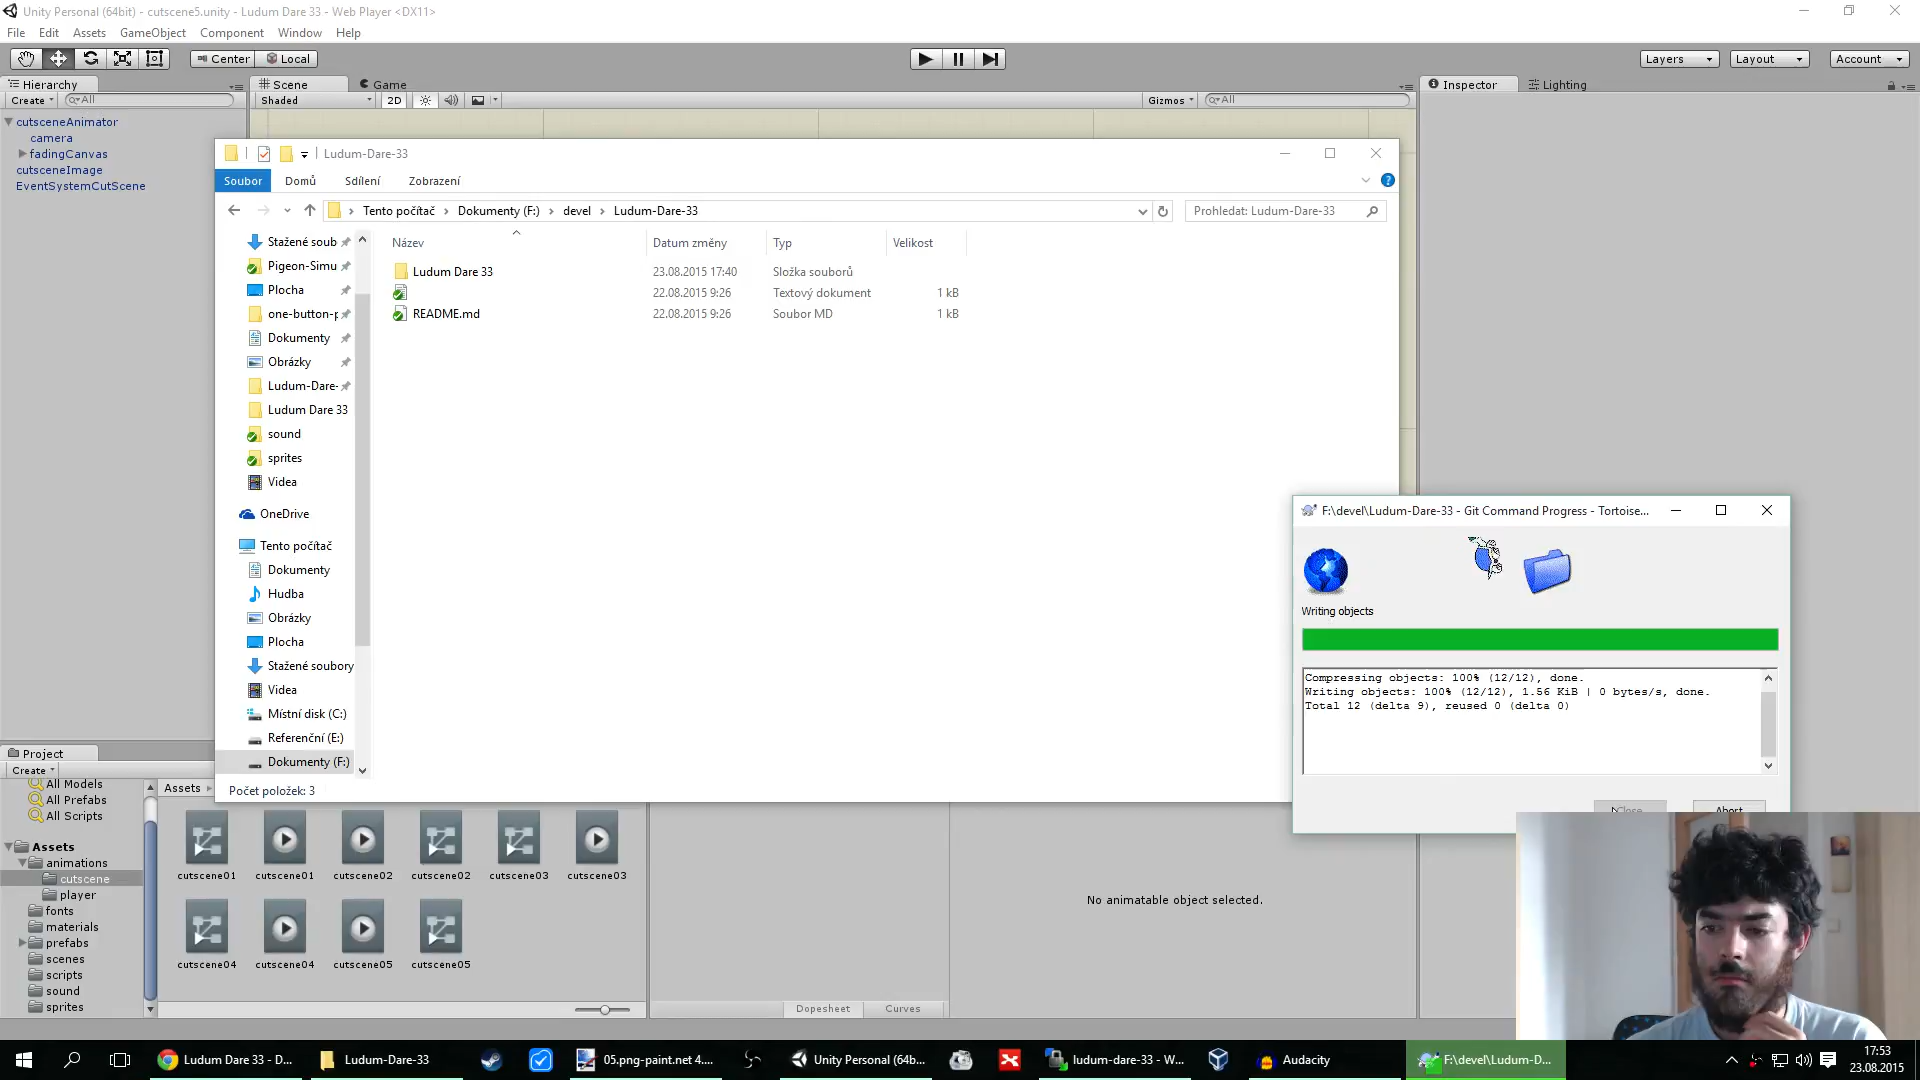 Unity Personal (64bit) - cutscene5.unity - Ludum Dare 33 - Web Player <DX11>
File Edit Assets GameObject Component Window Help
Center Local Layers Layout Account
Hierarchy Scene Game Inspector Lighting
Create All Shaded 2D Gizmos All
cutsceneAnimator
camera
fadingCanvas
cutsceneImage
EventSystemCutScene
Ludum-Dare-33
Soubor Domů Sdílení Zobrazení
Tento počítač Dokumenty (F:) devel Ludum-Dare-33 Prohledat: Ludum-Dare-33
Název Datum změny Typ Velikost
Ludum Dare 33 23.08.2015 17:40 Složka souborů
22.08.2015 9:26 Textový dokument 1 kB
README.md 22.08.2015 9:26 Soubor MD 1 kB
Stažené soub
Pigeon-Simu
Plocha
one-button-p
Dokumenty
Obrázky
Ludum-Dare-
Ludum Dare 33
sound
sprites
Videa
OneDrive
Tento počítač
Dokumenty
Hudba
Obrázky
Plocha
Stažené soubory
Videa
Místní disk (C:)
Referenční (E:)
Dokumenty (F:)
Počet položek: 3
F:\devel\Ludum-Dare-33 - Git Command Progress - Tortoise...
Writing objects
Compressing objects: 100% (12/12), done.
Writing objects: 100% (12/12), 1.56 KiB | 0 bytes/s, done.
Total 12 (delta 9), reused 0 (delta 0)
Close Abort
Project
Create
All Models
All Prefabs
All Scripts
Assets
animations
cutscene
player
fonts
materials
prefabs
scenes
scripts
sound
sprites
Assets
cutscene01 cutscene01 cutscene02 cutscene02 cutscene03 cutscene03
cutscene04 cutscene04 cutscene05 cutscene05
No animatable object selected.
Dopesheet Curves
Ludum Dare 33 - D... Ludum-Dare-33 05.png-paint.net 4.... Unity Personal (64b... ludum-dare-33 - W... Audacity F:\devel\Ludum-D...
17:53
23.08.2015